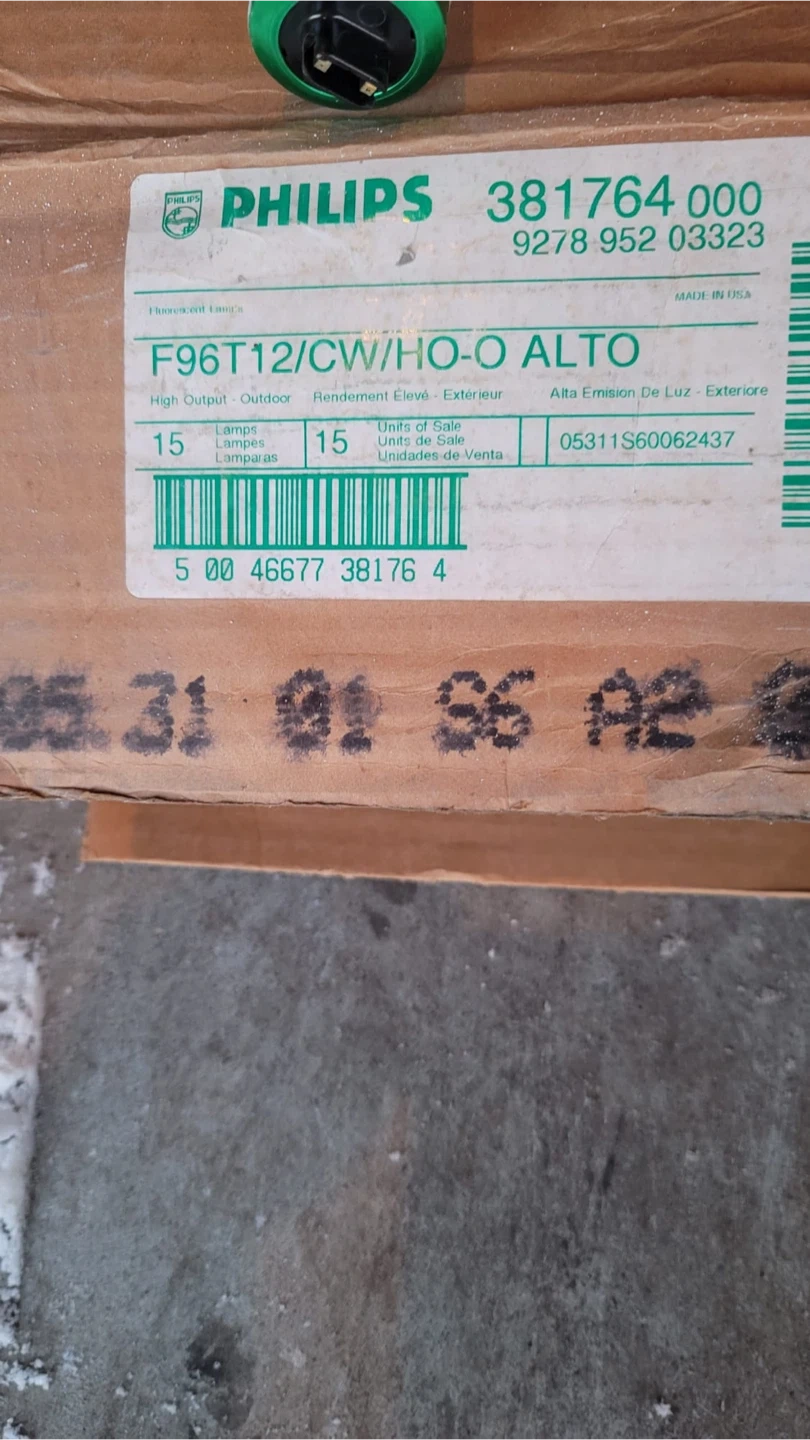 PHILIPS
PHILIPS 381764 000
9278 952 03323
MADE IN USA
Fluorescent Lamps
F96T12/CW/HO-O ALTO
High Output - Outdoor Rendement Élevé - Extérieur Alta Emision De Luz - Exteriore
15 Lamps Lampes Lamparas 15 Units of Sale Units de Sale Unidades de Venta 05311S60062437
5 00 46677 38176 4
05 31 01 S6 A2